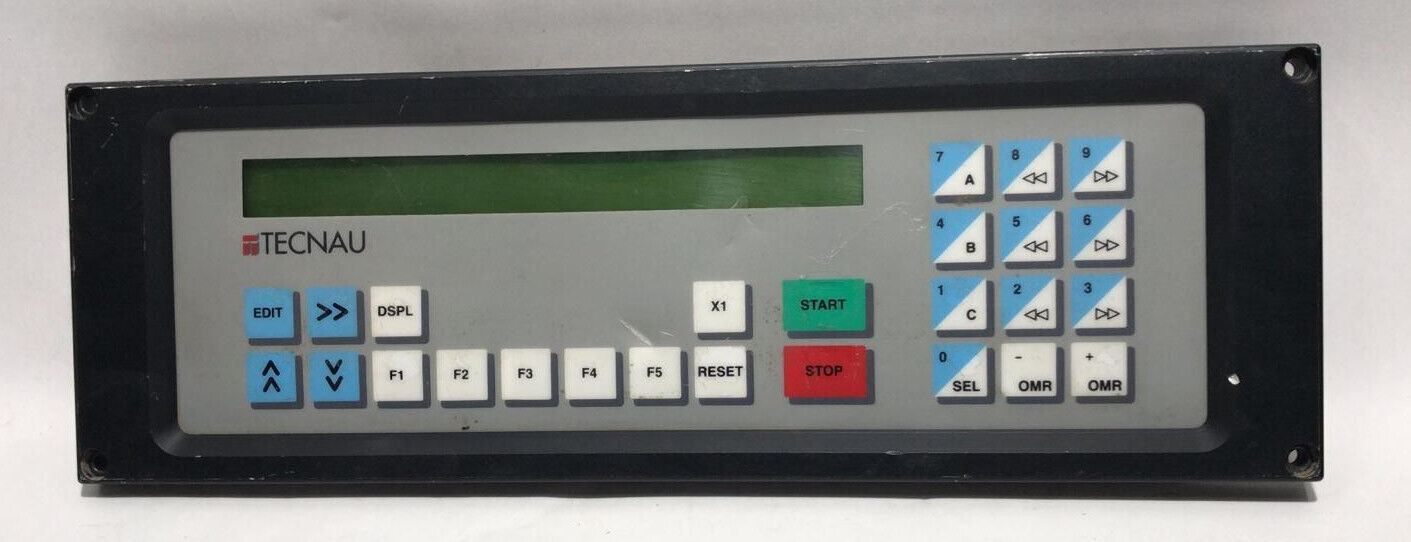 TECNAU
EDIT >> DSPL X1 START
F1 F2 F3 F4 F5 RESET STOP
7 A 8 9
4 B 5 6
1 C 2 3
0 SEL - OMR + OMR